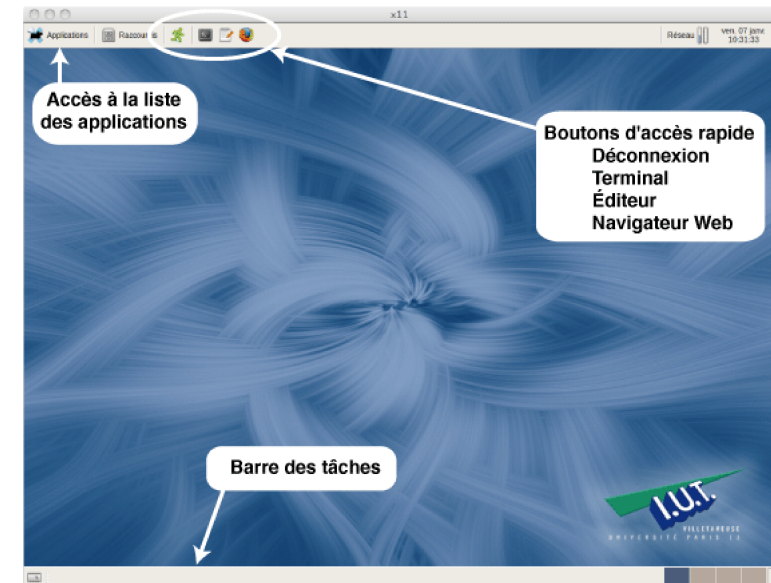 x11
Applications
Raccourcis
Réseau
ven. 07 janv.
10:31:33
Accès à la liste
des applications
Boutons d'accès rapide
Déconnexion
Terminal
Éditeur
Navigateur Web
Barre des tâches
I.U.T.
VILLETANEUSE
UNIVERSITÉ PARIS 13